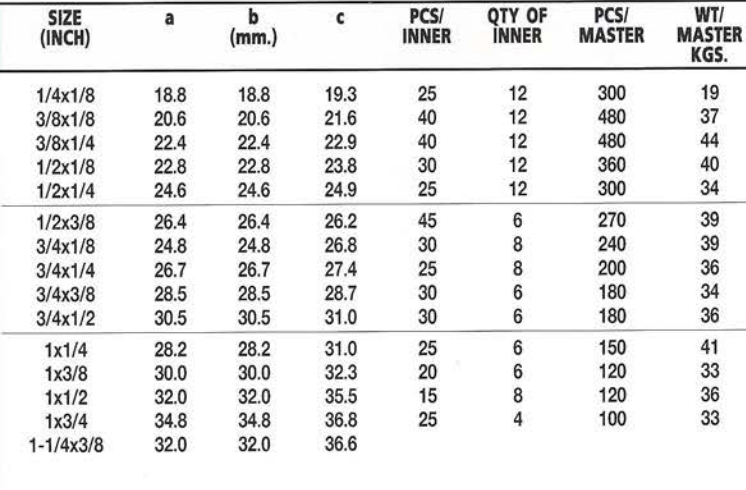 SIZE (INCH) a b (mm.) c PCS/ INNER QTY OF INNER PCS/ MASTER WT/ MASTER KGS.
1/4x1/8 18.8 18.8 19.3 25 12 300 19
3/8x1/8 20.6 20.6 21.6 40 12 480 37
3/8x1/4 22.4 22.4 22.9 40 12 480 44
1/2x1/8 22.8 22.8 23.8 30 12 360 40
1/2x1/4 24.6 24.6 24.9 25 12 300 34
1/2x3/8 26.4 26.4 26.2 45 6 270 39
3/4x1/8 24.8 24.8 26.8 30 8 240 39
3/4x1/4 26.7 26.7 27.4 25 8 200 36
3/4x3/8 28.5 28.5 28.7 30 6 180 34
3/4x1/2 30.5 30.5 31.0 30 6 180 36
1x1/4 28.2 28.2 31.0 25 6 150 41
1x3/8 30.0 30.0 32.3 20 6 120 33
1x1/2 32.0 32.0 35.5 15 8 120 36
1x3/4 34.8 34.8 36.8 25 4 100 33
1-1/4x3/8 32.0 32.0 36.6